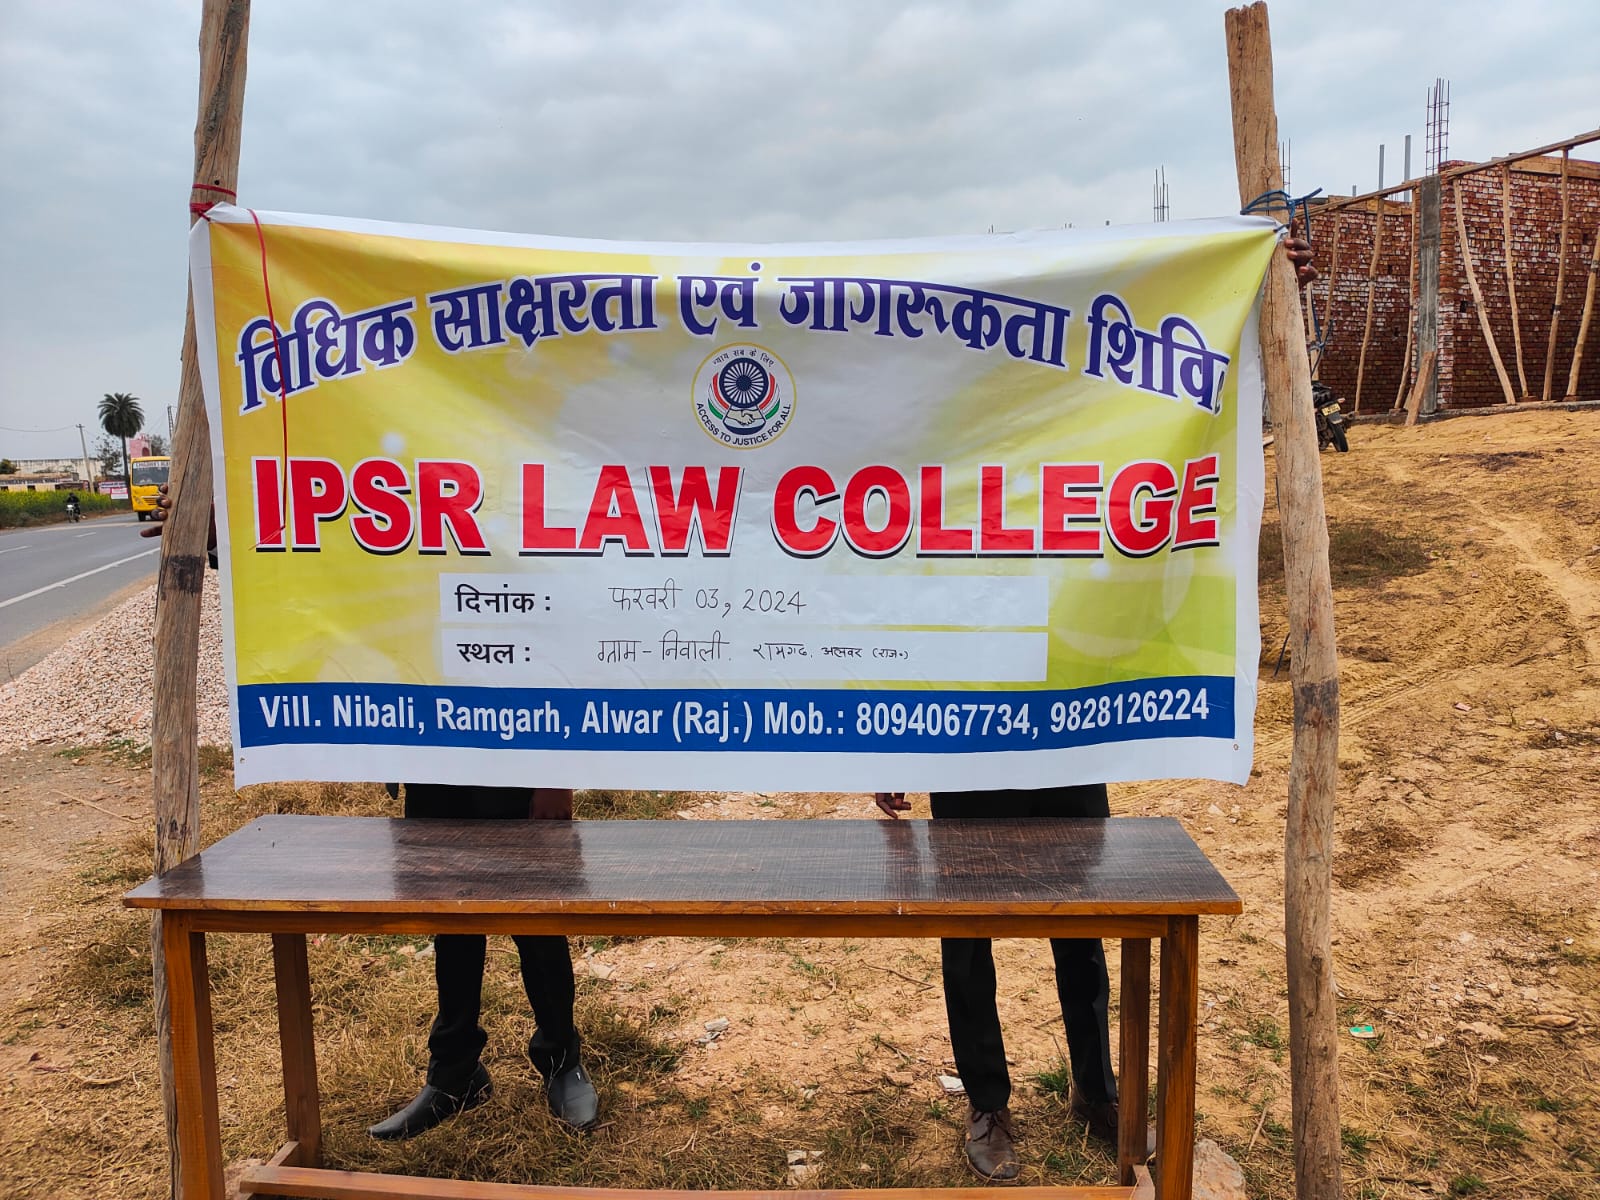 विधिक साक्षरता एवं जागरूकता शिविर
न्याय सब के लिए
ACCESS TO JUSTICE FOR ALL
IPSR LAW COLLEGE
दिनांक : फरवरी 03, 2024
स्थल : ग्राम - निवाली. रामगढ. अलवर (राज॰)
Vill. Nibali, Ramgarh, Alwar (Raj.) Mob.: 8094067734, 9828126224